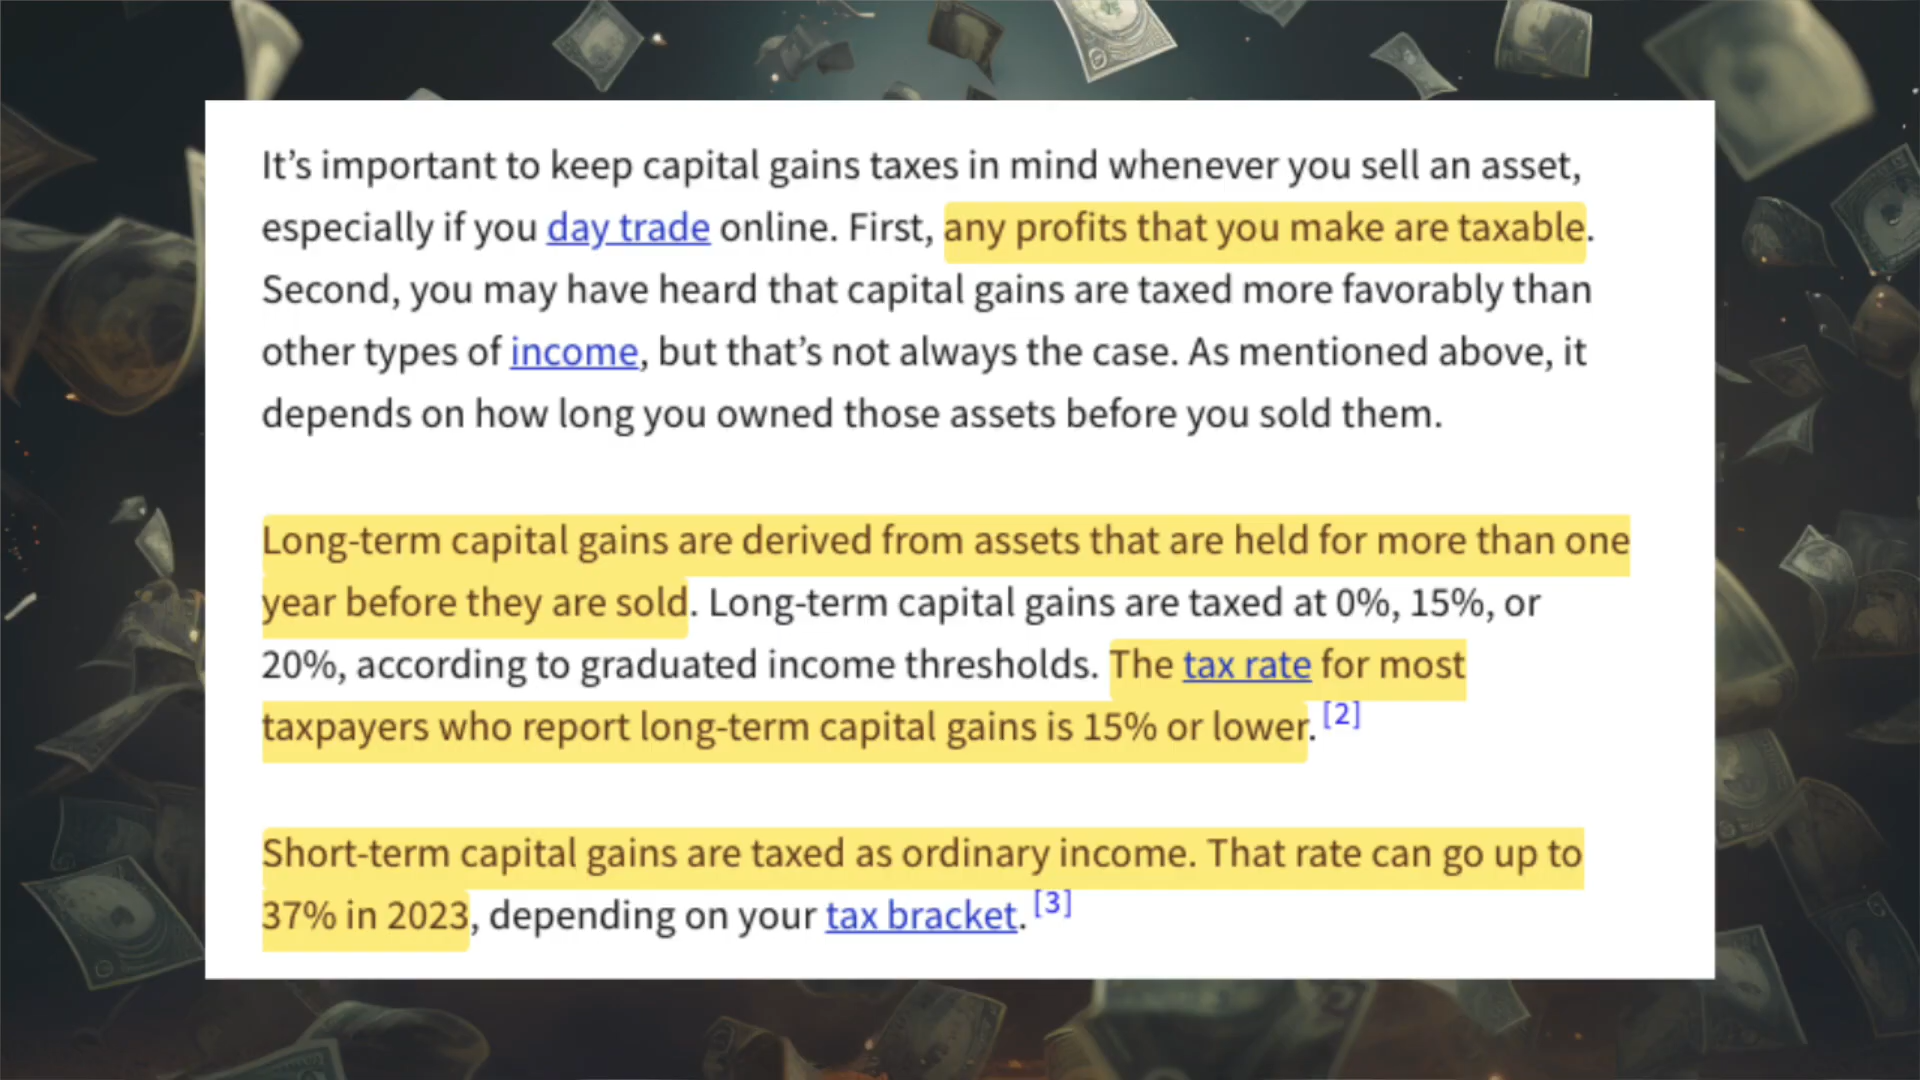 It’s important to keep capital gains taxes in mind whenever you sell an asset,
especially if you day trade online. First, any profits that you make are taxable.
Second, you may have heard that capital gains are taxed more favorably than
other types of income, but that’s not always the case. As mentioned above, it
depends on how long you owned those assets before you sold them.
Long-term capital gains are derived from assets that are held for more than one
year before they are sold. Long-term capital gains are taxed at 0%, 15%, or
20%, according to graduated income thresholds. The tax rate for most
taxpayers who report long-term capital gains is 15% or lower. [2]
Short-term capital gains are taxed as ordinary income. That rate can go up to
37% in 2023, depending on your tax bracket. [3]